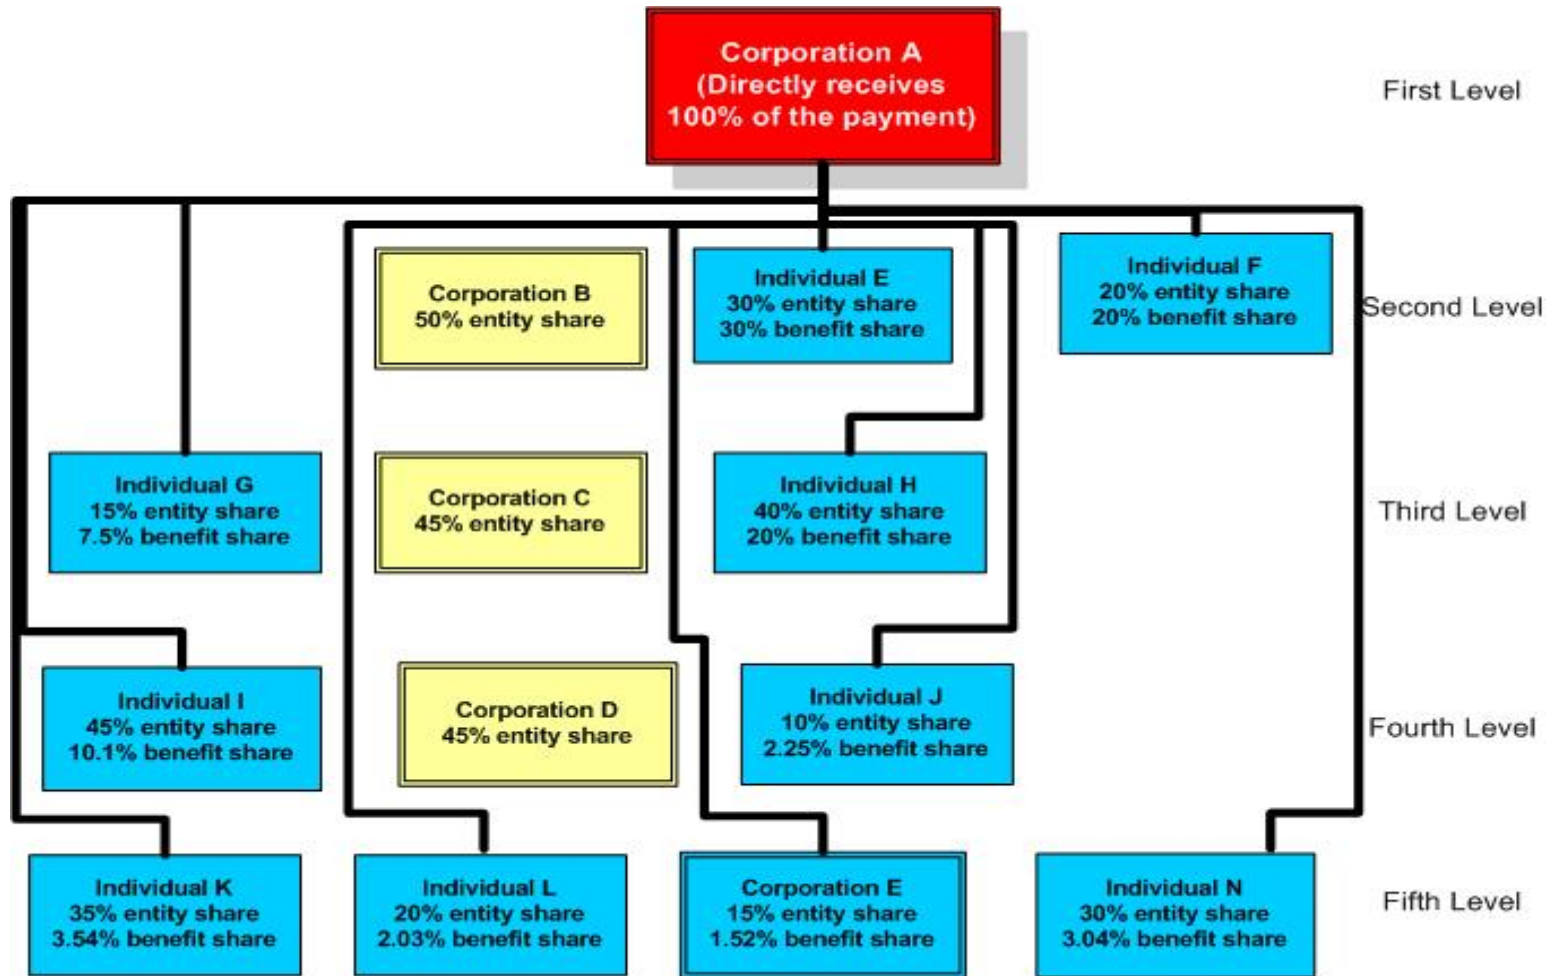 Corporation A
(Directly receives
100% of the payment)
First Level
Corporation B
50% entity share
Individual E
30% entity share
30% benefit share
Individual F
20% entity share
20% benefit share
Second Level
Individual G
15% entity share
7.5% benefit share
Corporation C
45% entity share
Individual H
40% entity share
20% benefit share
Third Level
Individual I
45% entity share
10.1% benefit share
Corporation D
45% entity share
Individual J
10% entity share
2.25% benefit share
Fourth Level
Individual K
35% entity share
3.54% benefit share
Individual L
20% entity share
2.03% benefit share
Corporation E
15% entity share
1.52% benefit share
Individual N
30% entity share
3.04% benefit share
Fifth Level